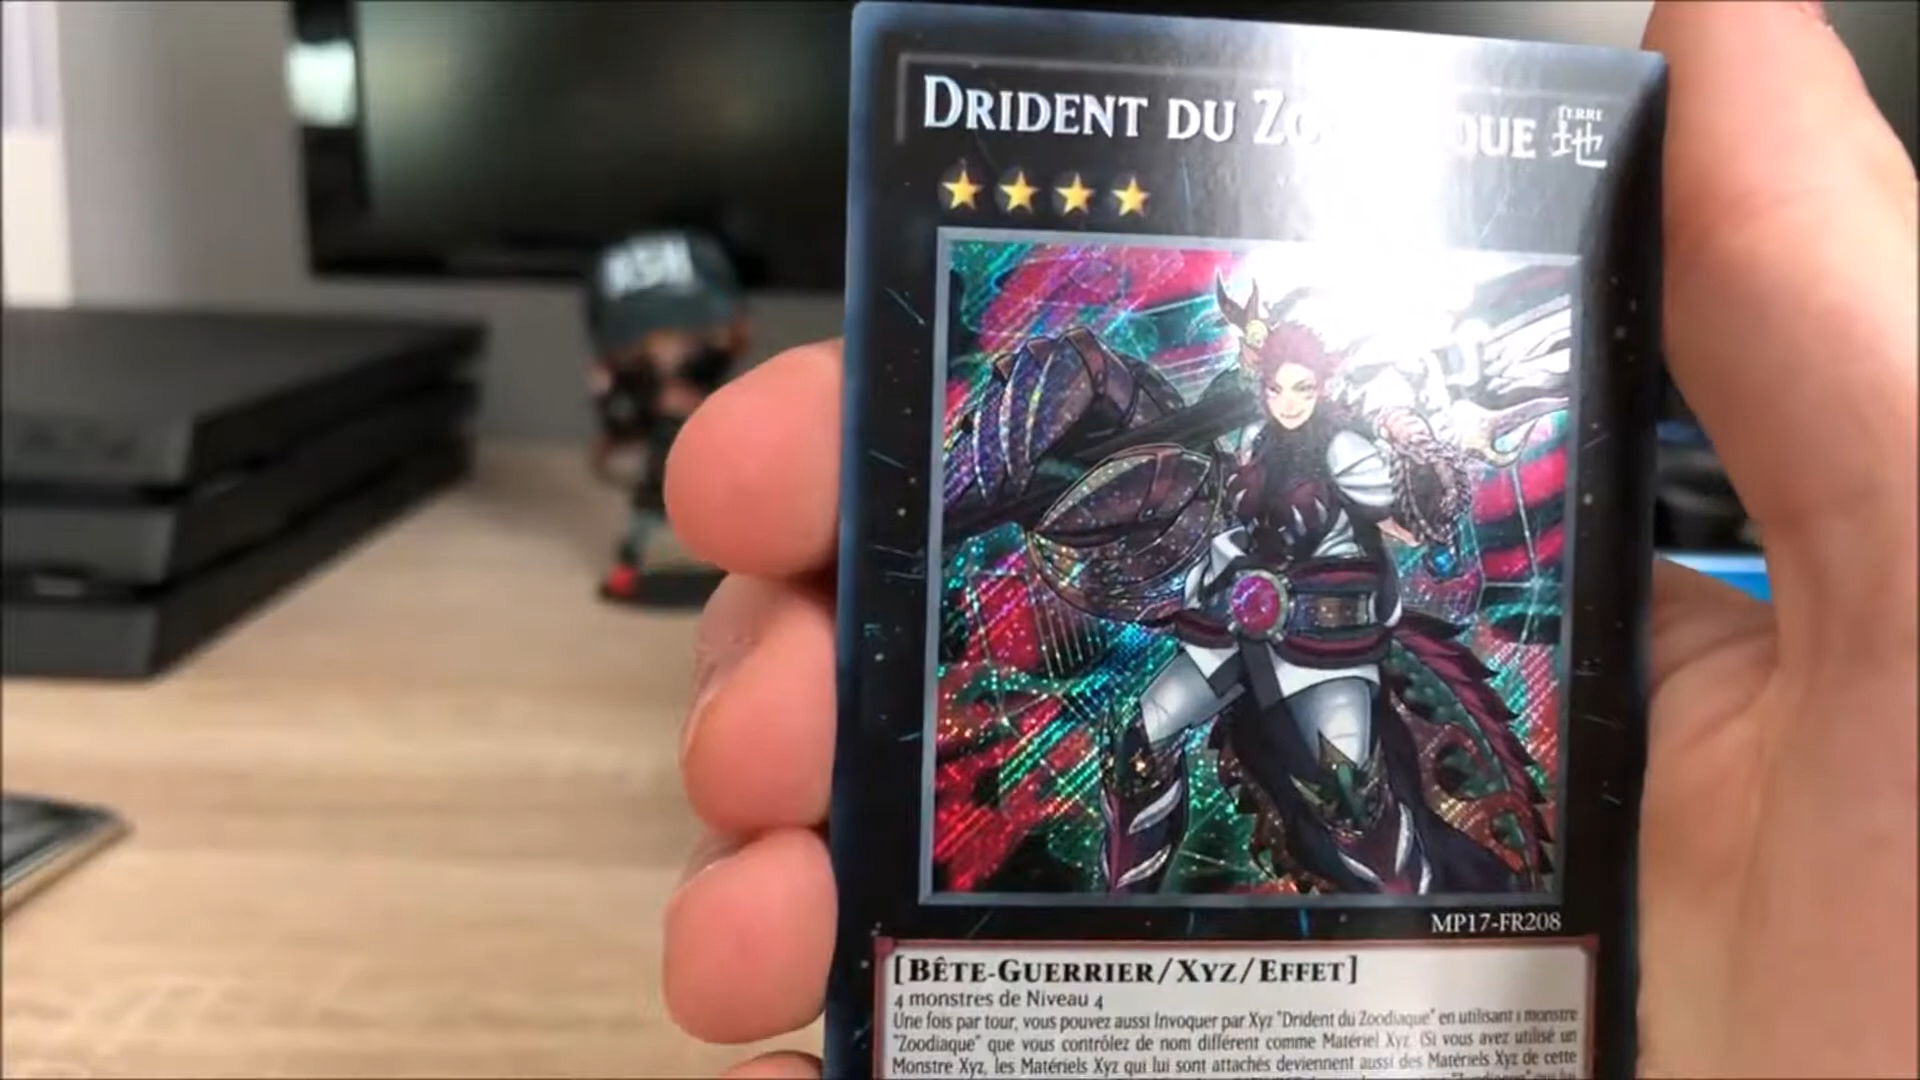 DRIDENT DU
TERRE
地
MP17-FR208
[BÊTE-GUERRIER/XYZ/EFFET]
4 monstres de Niveau 4
Une fois par tour, vous pouvez aussi Invoquer par Xyz "Drident du Zoodiaque" en utilisant 1 monstre
"Zoodiaque" que vous contrôlez de nom différent comme Matériel Xyz. (Si vous avez utilisé un
Monstre Xyz, les Matériels Xyz qui lui sont attachés deviennent aussi des Matériels Xyz de cette